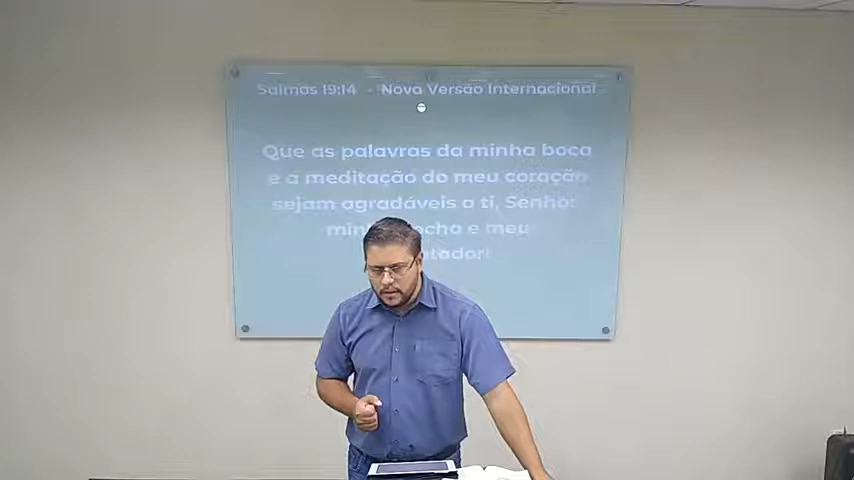 Salmos 19:14 - Nova Versão Internacional
Que as palavras da minha boca
e a meditação do meu coração
sejam agradáveis a ti, Senhor,
e meu